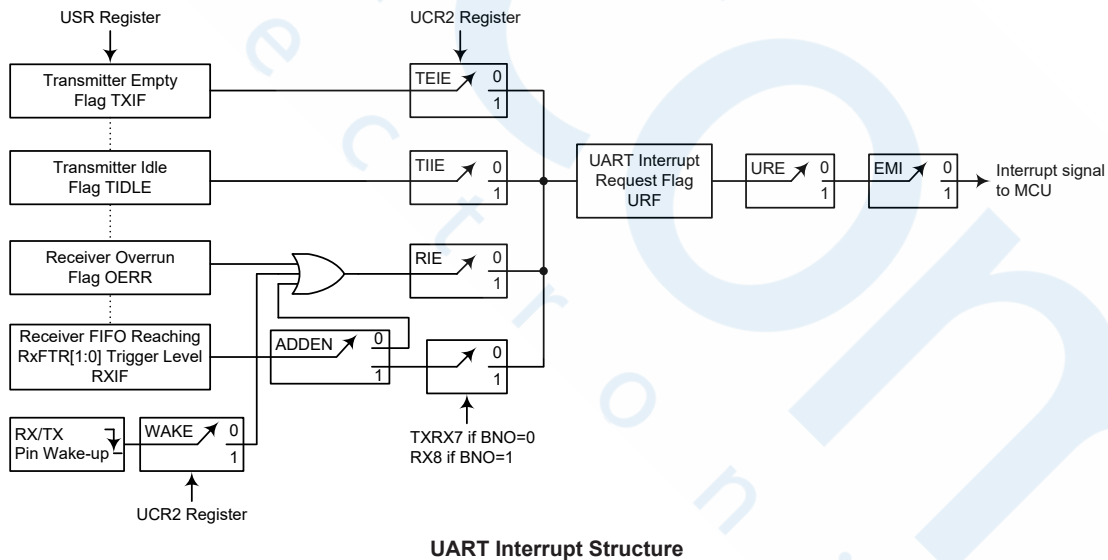 USR Register
UCR2 Register
Transmitter Empty
Flag TXIF
TEIE
0
1
Transmitter Idle
Flag TIDLE
TIIE
0
1
UART Interrupt
Request Flag
URF
URE
0
1
EMI
0
1
Interrupt signal
to MCU
Receiver Overrun
Flag OERR
RIE
0
1
Receiver FIFO Reaching
RxFTR[1:0] Trigger Level
RXIF
ADDEN
0
1
0
1
RX/TX
Pin Wake-up
WAKE
0
1
TXRX7 if BNO=0
RX8 if BNO=1
UCR2 Register
UART Interrupt Structure